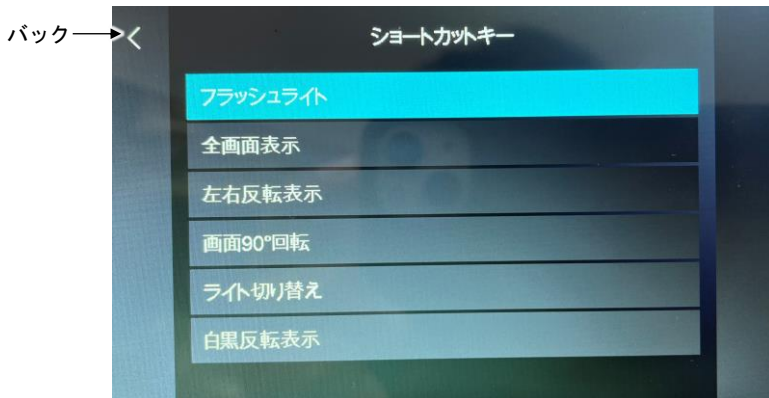 バック
ショートカットキー
フラッシュライト
全画面表示
左右反転表示
画面90°回転
ライト切り替え
白黒反転表示